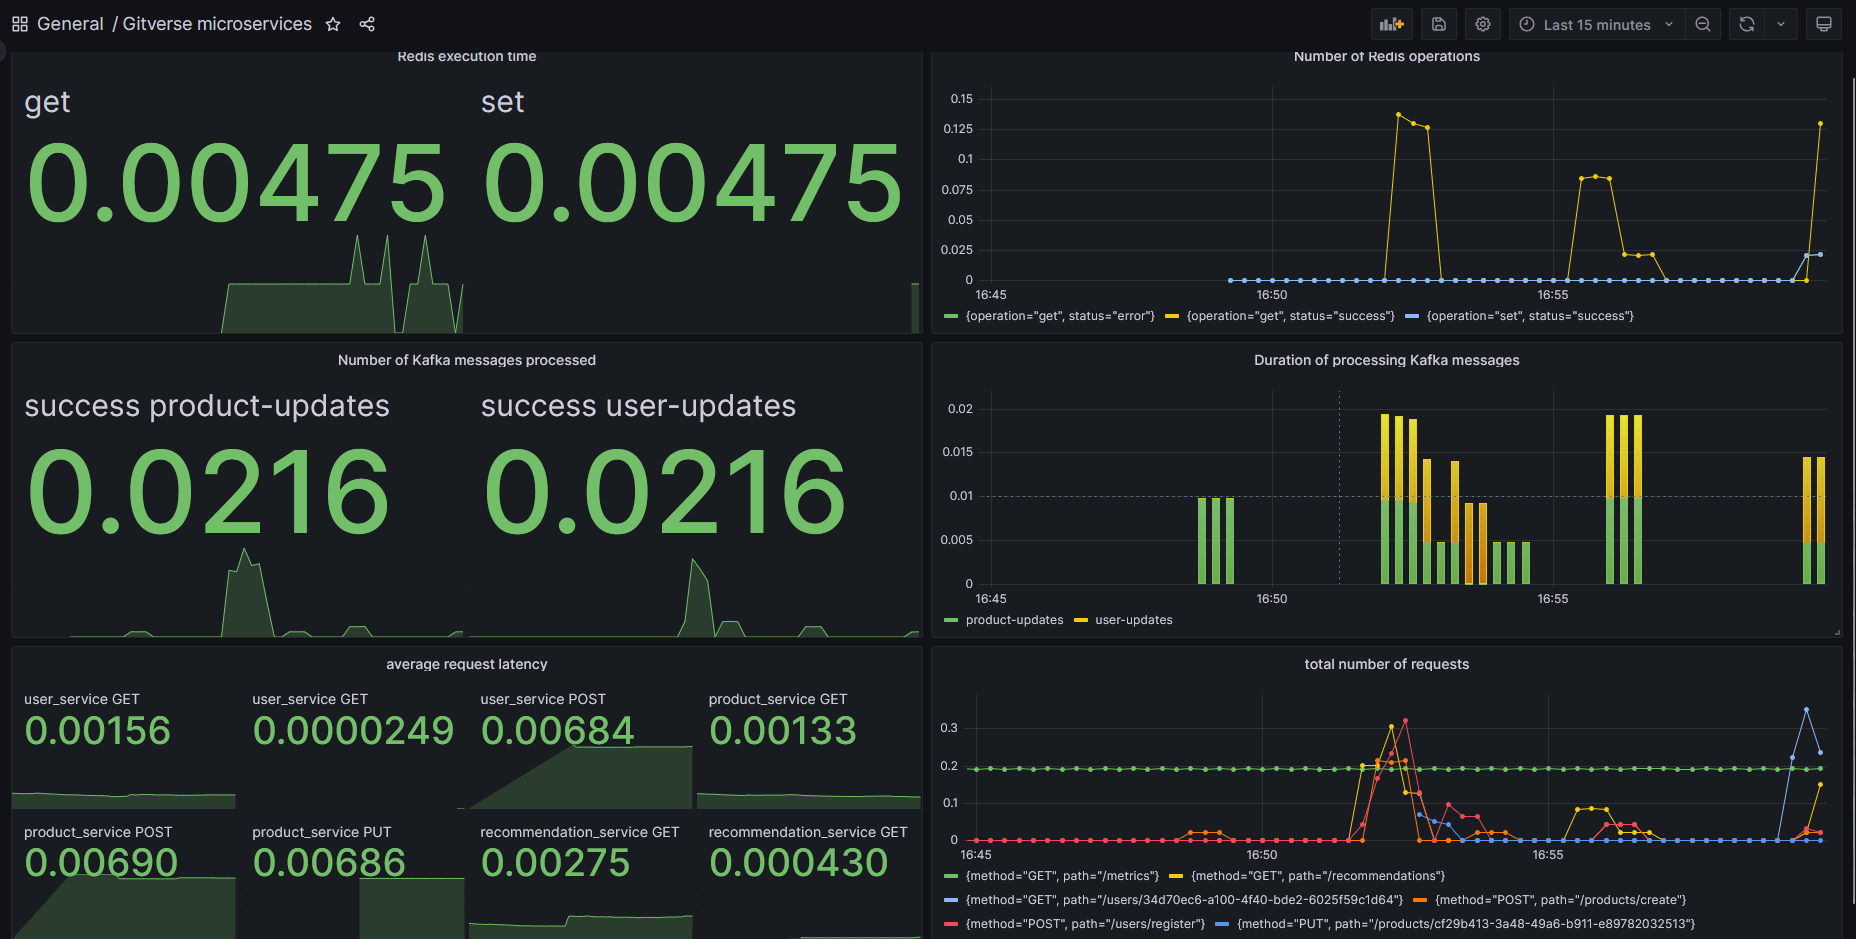 General / Gitverse microservices
Last 15 minutes
Redis execution time
get
0.00475
set
0.00475
Number of Redis operations
0.15
0.125
0.1
0.075
0.05
0.025
0
16:45
16:50
16:55
{operation="get", status="error"}
{operation="get", status="success"}
{operation="set", status="success"}
Number of Kafka messages processed
success product-updates
0.0216
success user-updates
0.0216
Duration of processing Kafka messages
0.02
0.015
0.01
0.005
0
16:45
16:50
16:55
product-updates
user-updates
average request latency
user_service GET
0.00156
user_service GET
0.0000249
user_service POST
0.00684
product_service GET
0.00133
product_service POST
0.00690
product_service PUT
0.00686
recommendation_service GET
0.00275
recommendation_service GET
0.000430
total number of requests
0.3
0.2
0.1
0
16:45
16:50
16:55
{method="GET", path="/metrics"}
{method="GET", path="/recommendations"}
{method="GET", path="/users/34d70ec6-a100-4f40-bde2-6025f59c1d64"}
{method="POST", path="/products/create"}
{method="POST", path="/users/register"}
{method="PUT", path="/products/cf29b413-3a48-49a6-b911-e89782032513"}